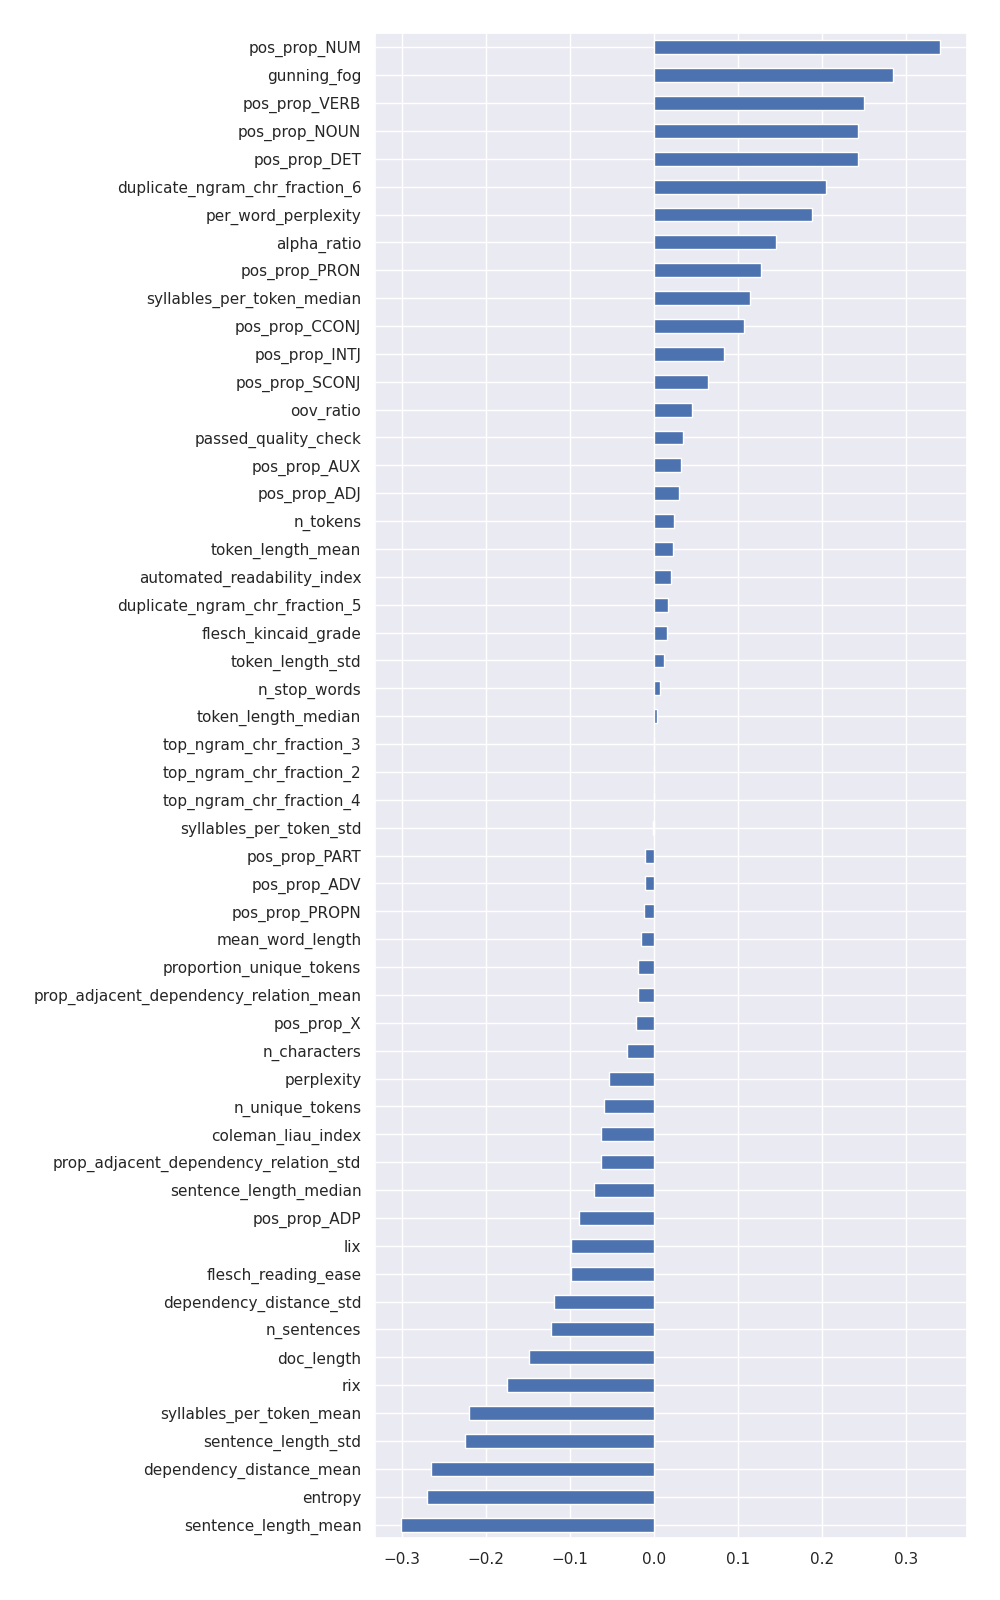 pos_prop_NUM
gunning_fog
pos_prop_VERB
pos_prop_NOUN
pos_prop_DET
duplicate_ngram_chr_fraction_6
per_word_perplexity
alpha_ratio
pos_prop_PRON
syllables_per_token_median
pos_prop_CCONJ
pos_prop_INTJ
pos_prop_SCONJ
oov_ratio
passed_quality_check
pos_prop_AUX
pos_prop_ADJ
n_tokens
token_length_mean
automated_readability_index
duplicate_ngram_chr_fraction_5
flesch_kincaid_grade
token_length_std
n_stop_words
token_length_median
top_ngram_chr_fraction_3
top_ngram_chr_fraction_2
top_ngram_chr_fraction_4
syllables_per_token_std
pos_prop_PART
pos_prop_ADV
pos_prop_PROPN
mean_word_length
proportion_unique_tokens
prop_adjacent_dependency_relation_mean
pos_prop_X
n_characters
perplexity
n_unique_tokens
coleman_liau_index
prop_adjacent_dependency_relation_std
sentence_length_median
pos_prop_ADP
lix
flesch_reading_ease
dependency_distance_std
n_sentences
doc_length
rix
syllables_per_token_mean
sentence_length_std
dependency_distance_mean
entropy
sentence_length_mean
−0.3 −0.2 −0.1 0.0 0.1 0.2 0.3